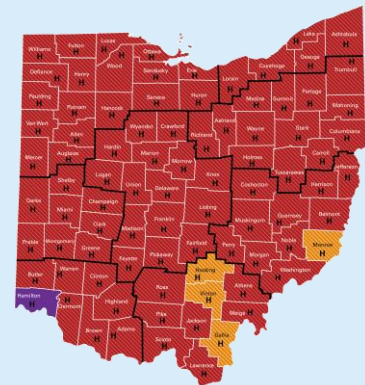 Williams H
Fulton H
Lucas H
Ottawa H
Lake H
Ashtabula H
Defiance H
Henry H
Wood H
Sandusky H
Erie H
Lorain H
Cuyahoga H
Geauga H
Trumbull H
Paulding H
Putnam H
Hancock H
Seneca H
Huron H
Medina H
Summit H
Portage H
Mahoning H
Van Wert H
Allen H
Wyandot H
Crawford H
Richland H
Ashland H
Wayne H
Stark H
Columbiana H
Mercer H
Auglaize H
Hardin H
Marion H
Morrow H
Holmes H
Carroll H
Tuscarawas H
Jefferson H
Shelby H
Logan H
Union H
Delaware H
Knox H
Coshocton H
Harrison H
Darke H
Miami H
Champaign H
Licking H
Muskingum H
Guernsey H
Belmont H
Preble H
Montgomery H
Greene H
Madison H
Franklin H
Fairfield H
Perry H
Morgan H
Noble H
Monroe H
Fayette H
Pickaway H
Hocking H
Washington H
Butler H
Warren H
Clinton H
Ross H
Vinton H
Athens H
Hamilton H
Clermont H
Highland H
Pike H
Jackson H
Meigs H
Brown H
Adams H
Scioto H
Gallia H
Lawrence H